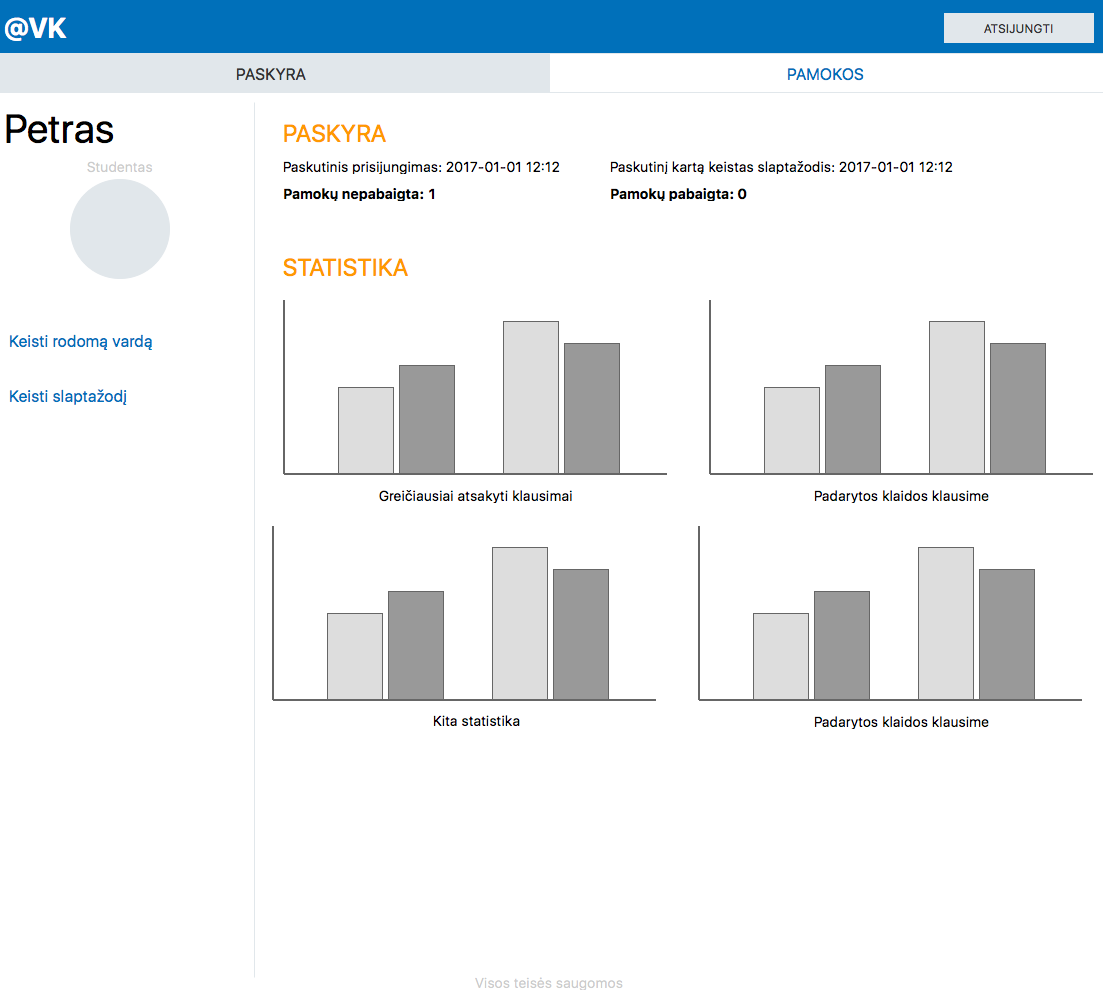 @VK
ATSIJUNGTI
PASKYRA
PAMOKOS
Petras
Studentas
Keisti rodomą vardą
Keisti slaptažodį
PASKYRA
Paskutinis prisijungimas: 2017-01-01 12:12
Paskutinį kartą keistas slaptažodis: 2017-01-01 12:12
Pamokų nepabaigta: 1
Pamokų pabaigta: 0
STATISTIKA
Greičiausiai atsakyti klausimai
Padarytos klaidos klausime
Kita statistika
Padarytos klaidos klausime
Visos teisės saugomos